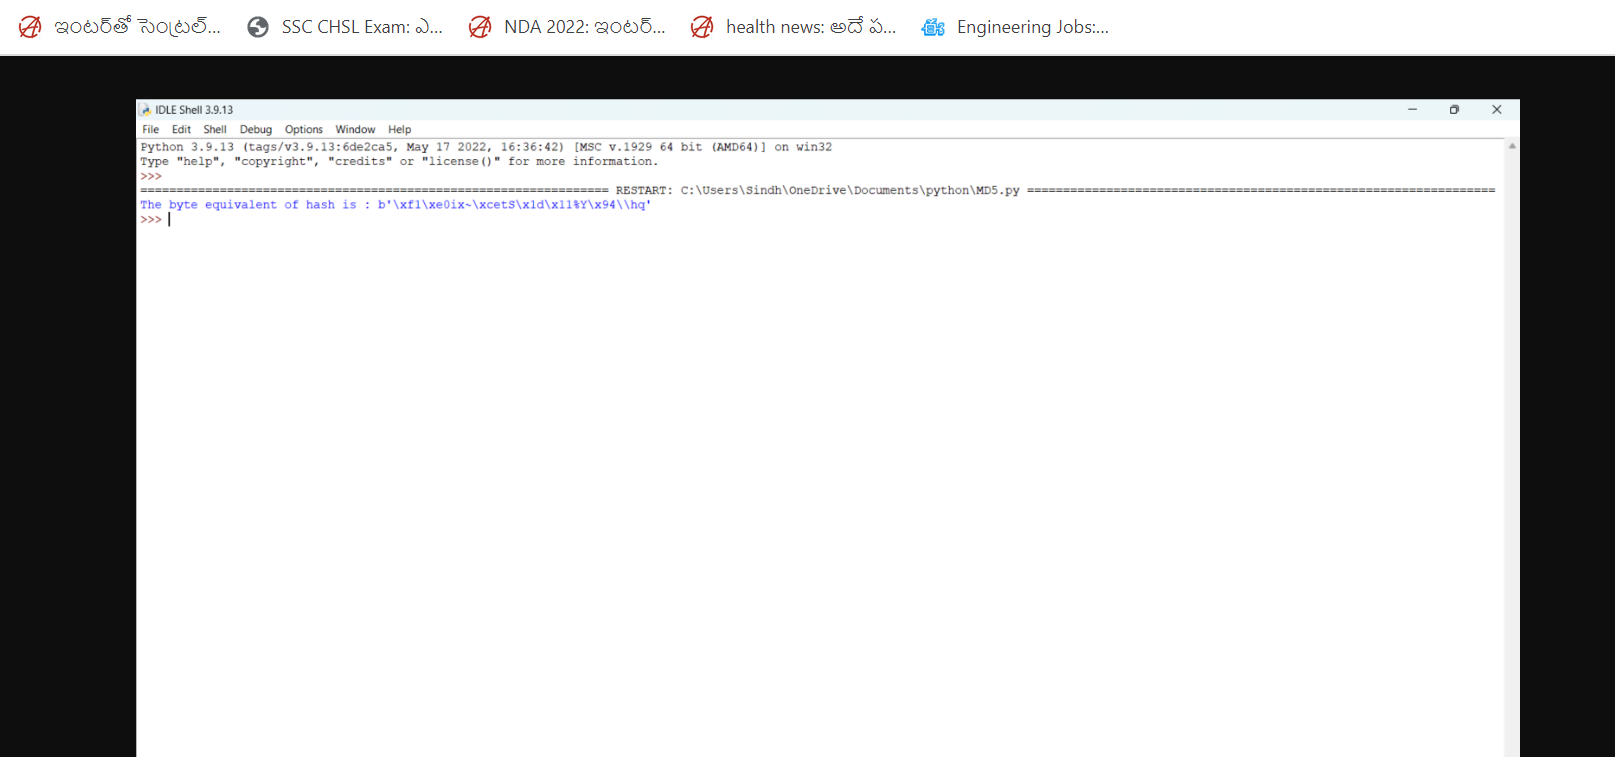 ఇంటర్‌తో సెంట్రల్... SSC CHSL Exam: ఎ... NDA 2022: ఇంటర్... health news: అదే ప... Engineering Jobs:...
IDLE Shell 3.9.13
File Edit Shell Debug Options Window Help
Python 3.9.13 (tags/v3.9.13:6de2ca5, May 17 2022, 16:36:42) [MSC v.1929 64 bit (AMD64)] on win32
Type "help", "copyright", "credits" or "license()" for more information.
>>>
================================================================= RESTART: C:\Users\Sindh\OneDrive\Documents\python\MD5.py =================================================================
The byte equivalent of hash is : b'\xf1\xe0ix~\xcetS\x1d\x11%Y\x94\\hq'
>>>